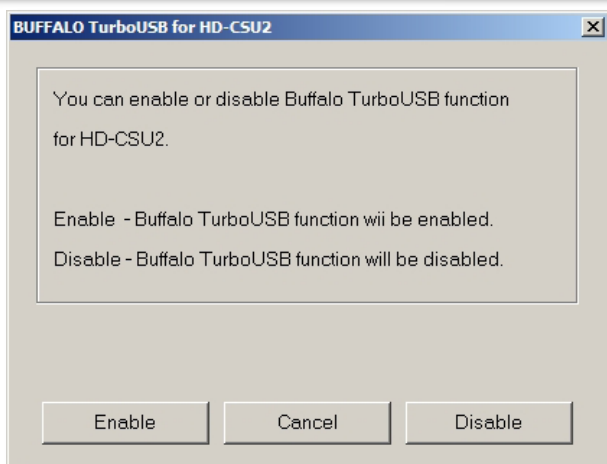 BUFFALO TurboUSB for HD-CSU2
You can enable or disable Buffalo TurboUSB function
for HD-CSU2.
Enable - Buffalo TurboUSB function wii be enabled.
Disable - Buffalo TurboUSB function will be disabled.
Enable
Cancel
Disable